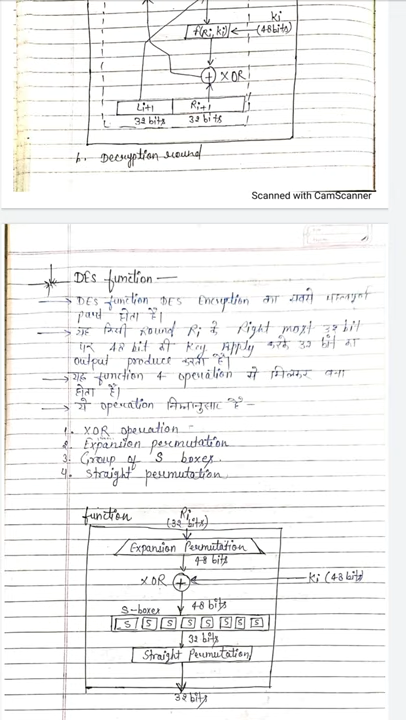 f(Ri, Ki)
Ki
(48bits)
XOR
Li+1 Ri+1
32 bits 32 bits
b. Decryption round
Scanned with CamScanner
DES function —
→ DES function DES Encryption का सबसे महत्वपूर्ण
part होता है।
→ यह किसी round Ri के Right most 32 bit
पर 48 bit की Key Apply करके 32 bit का
output produce करता है।
→ यह function 4 operation से मिलकर बना
होता है।
→ ये operation निम्नानुसार है –
1. XOR operation –
2. Expansion permutation
3. Group of S boxes.
4. Straight permutation.
function
Ri
(32 bits)
Expansion Permutation
48 bits
XOR
Ki (48 bits)
S-boxes 48 bits
S S S S S S S S
32 bits
Straight Permutation
32 bits